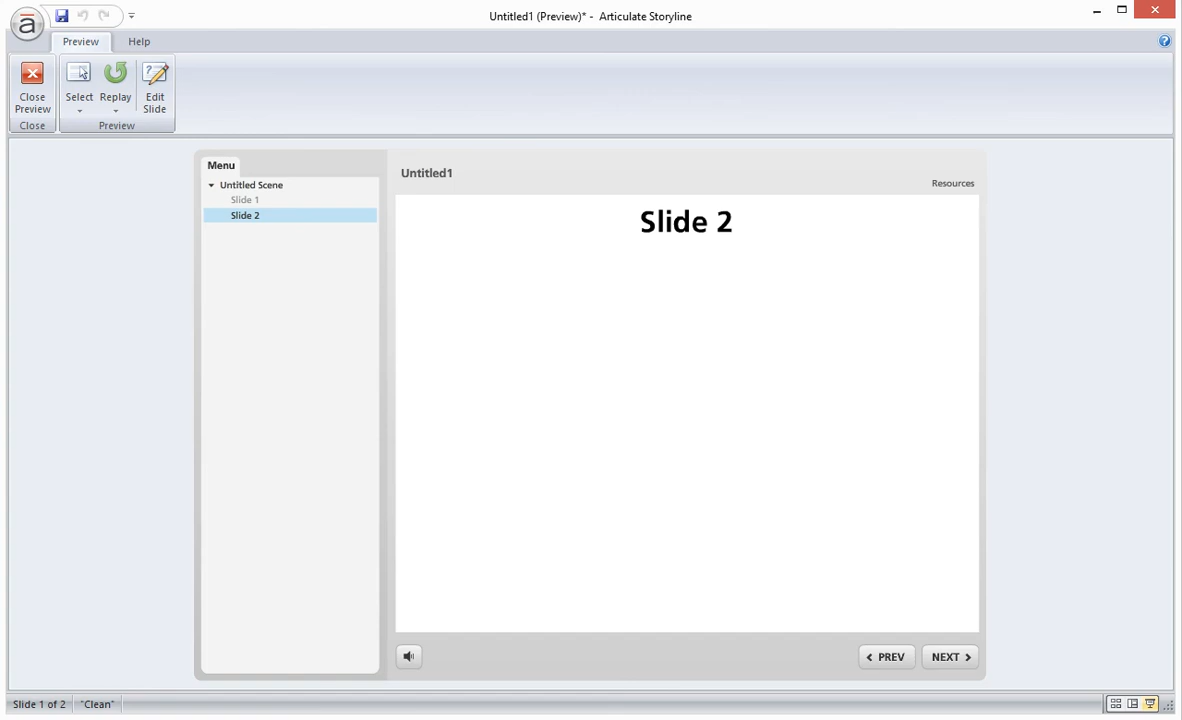 Untitled1 (Preview)* - Articulate Storyline
Preview
Help
Close Preview
Select
Replay
Edit Slide
Close
Preview
Menu
Untitled Scene
Slide 1
Slide 2
Untitled1
Resources
Slide 2
PREV
NEXT
Slide 1 of 2
"Clean"